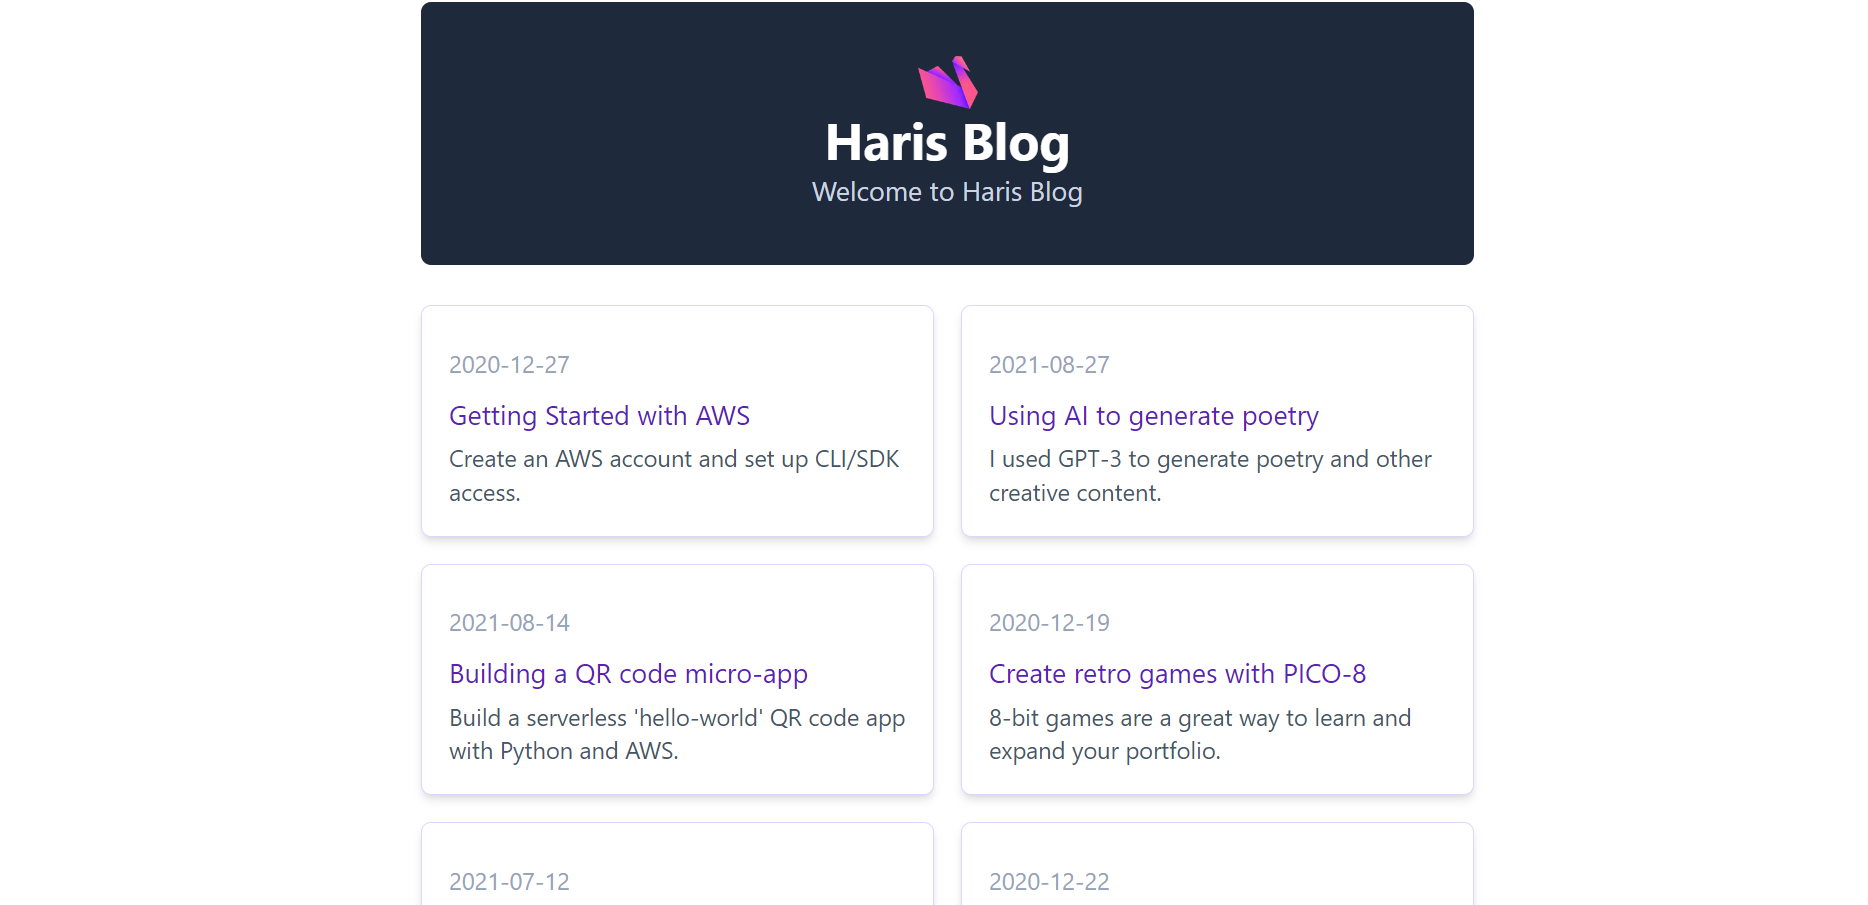 Haris Blog
Welcome to Haris Blog
2020-12-27
Getting Started with AWS
Create an AWS account and set up CLI/SDK
access.
2021-08-27
Using AI to generate poetry
I used GPT-3 to generate poetry and other
creative content.
2021-08-14
Building a QR code micro-app
Build a serverless 'hello-world' QR code app
with Python and AWS.
2020-12-19
Create retro games with PICO-8
8-bit games are a great way to learn and
expand your portfolio.
2021-07-12
2020-12-22